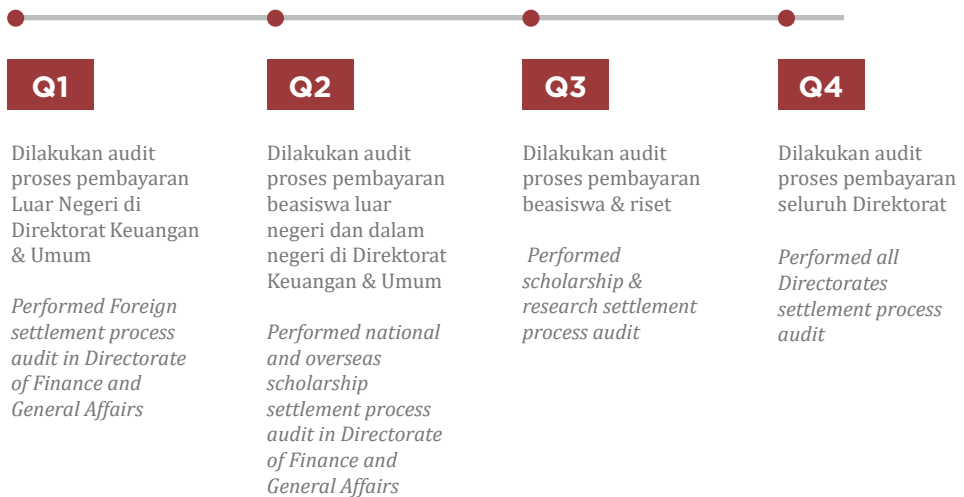 Q1
Dilakukan audit
proses pembayaran
Luar Negeri di
Direktorat Keuangan
& Umum
Performed Foreign
settlement process
audit in Directorate
of Finance and
General Affairs
Q2
Dilakukan audit
proses pembayaran
beasiswa luar
negeri dan dalam
negeri di Direktorat
Keuangan & Umum
Performed national
and overseas
scholarship
settlement process
audit in Directorate
of Finance and
General Affairs
Q3
Dilakukan audit
proses pembayaran
beasiswa & riset
Performed
scholarship &
research settlement
process audit
Q4
Dilakukan audit
proses pembayaran
seluruh Direktorat
Performed all
Directorates
settlement process
audit